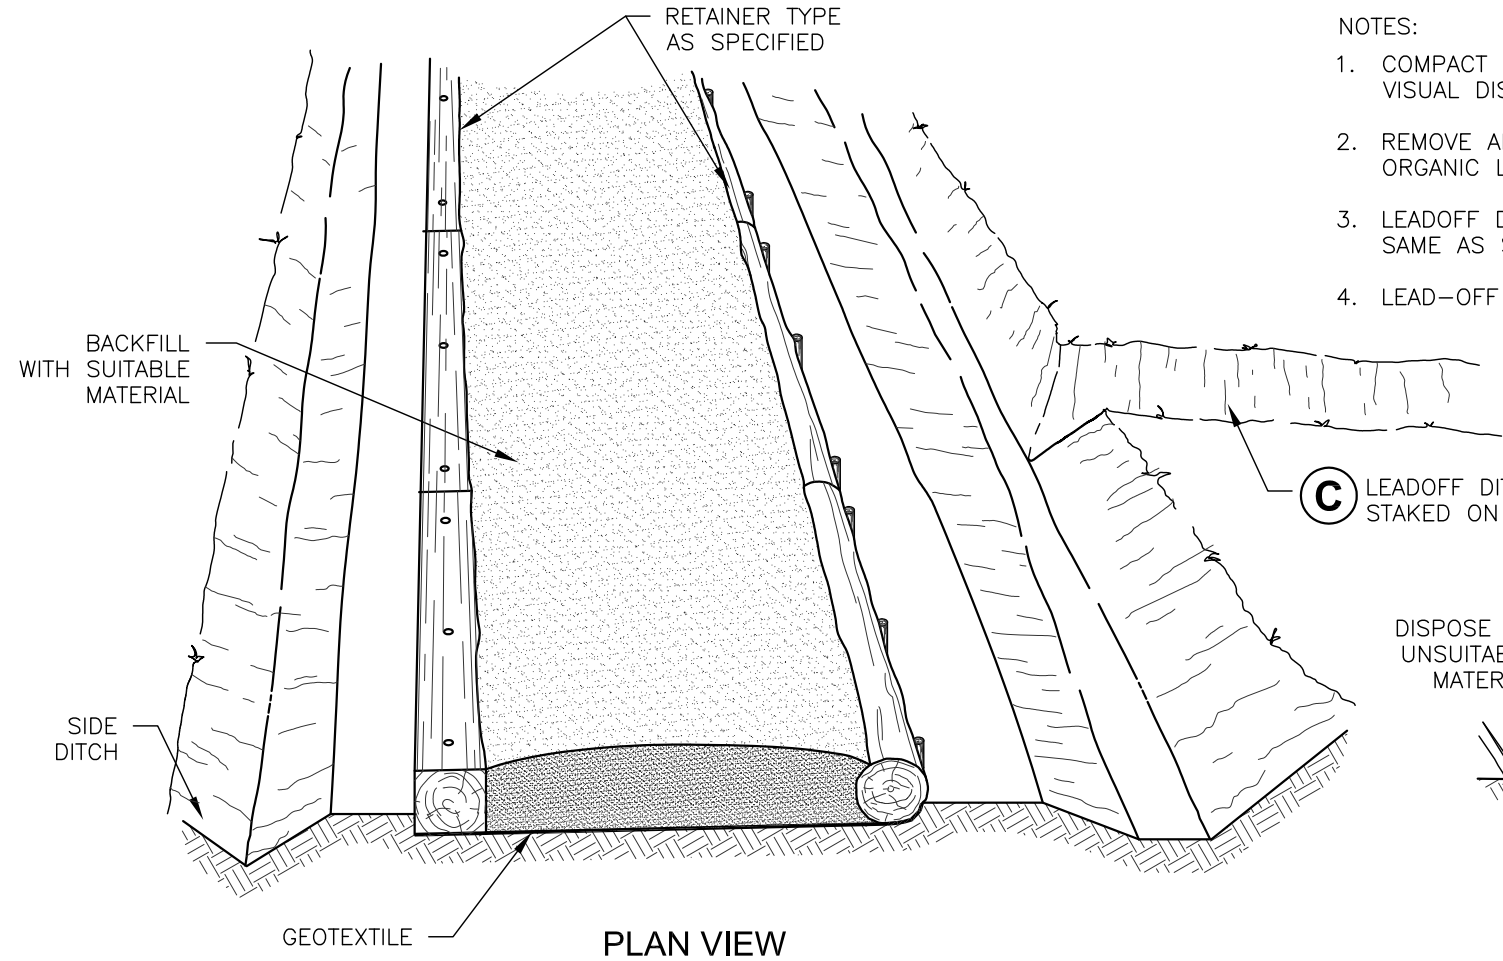 RETAINER TYPE
AS SPECIFIED
NOTES:
1. COMPACT
VISUAL
2. REMOVE
ORGANIC
3. LEADOFF
SAME AS
4. LEAD-OFF
BACKFILL
WITH SUITABLE
MATERIAL
C
LEADOFF
STAKED ON
DISPOSE
SIDE
DITCH
GEOTEXTILE
PLAN VIEW